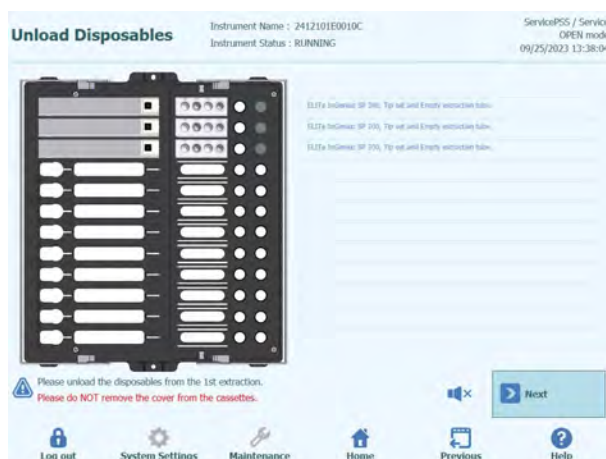 Unload Disposables
Instrument Name : 2412101E0010C
Instrument Status : RUNNING
ServicePSS / Service
OPEN mode
09/25/2023 13:38:04
ELITe InGenius SP 200, Tip set and Empty extraction tube.
ELITe InGenius SP 200, Tip set and Empty extraction tube.
ELITe InGenius SP 200, Tip set and Empty extraction tube.
Please unload the disposables from the 1st extraction.
Please do NOT remove the cover from the cassettes.
Next
Log out
System Settings
Maintenance
Home
Previous
Help